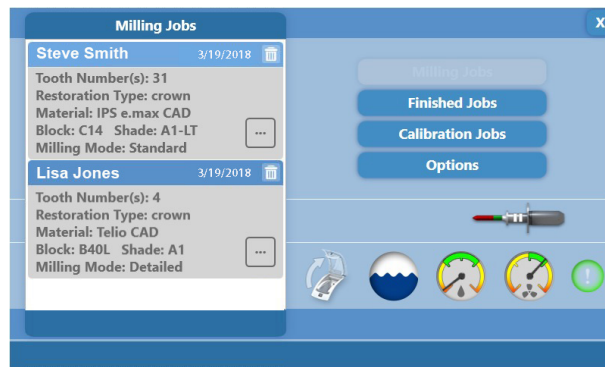 Milling Jobs
Steve Smith 3/19/2018
Tooth Number(s): 31
Restoration Type: crown
Material: IPS e.max CAD
Block: C14 Shade: A1-LT
Milling Mode: Standard
...
Lisa Jones 3/19/2018
Tooth Number(s): 4
Restoration Type: crown
Material: Telio CAD
Block: B40L Shade: A1
Milling Mode: Detailed
...
X
Milling Jobs
Finished Jobs
Calibration Jobs
Options
!